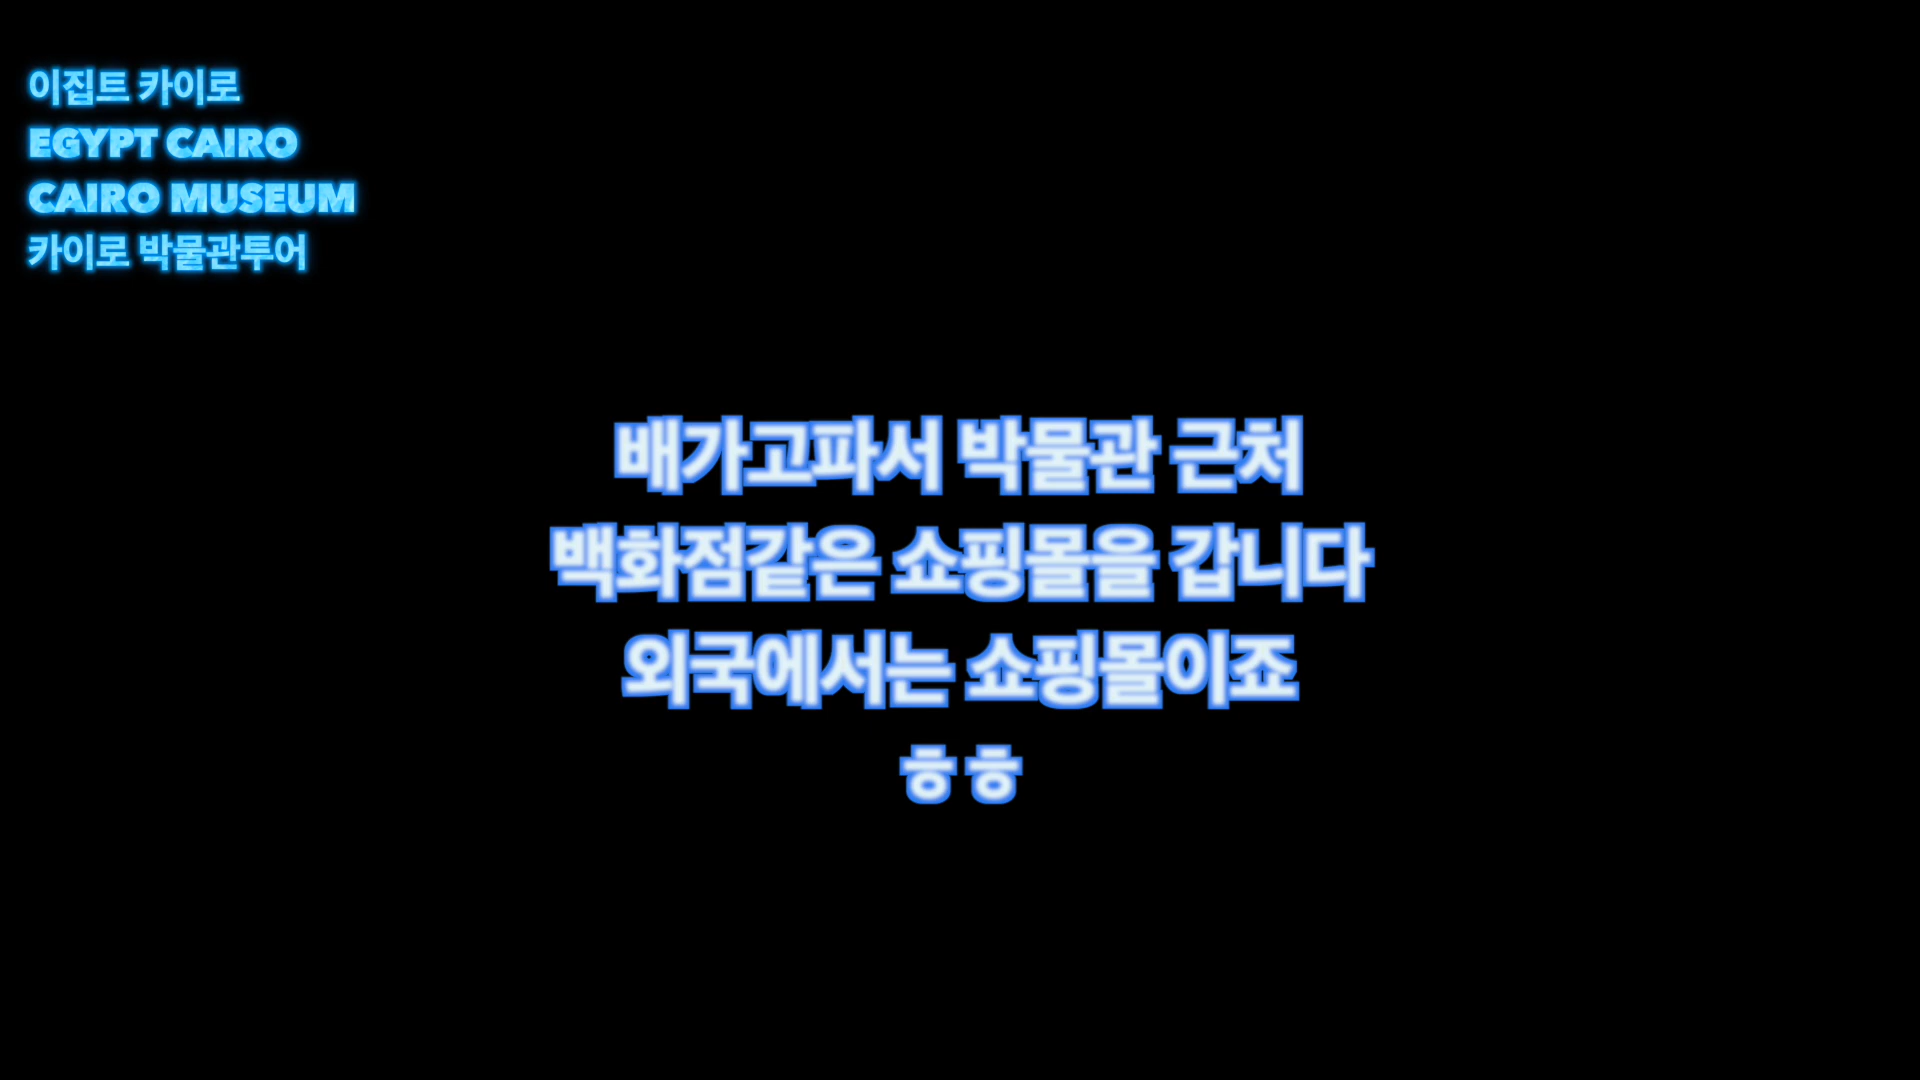 이집트 카이로
EGYPT CAIRO
CAIRO MUSEUM
카이로 박물관투어
배가고파서 박물관 근처
백화점같은 쇼핑몰을 갑니다
외국에서는 쇼핑몰이죠
ㅎㅎ